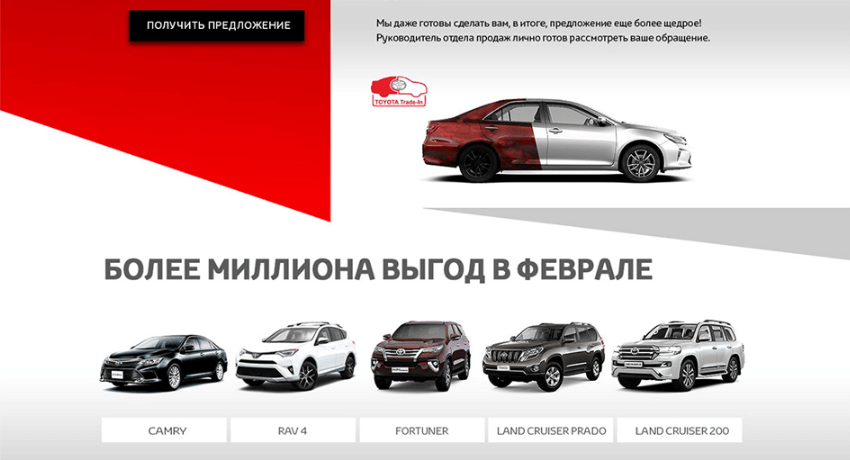 ПОЛУЧИТЬ ПРЕДЛОЖЕНИЕ
Мы даже готовы сделать вам, в итоге, предложение еще более щедрое!
Руководитель отдела продаж лично готов рассмотреть ваше обращение.
TOYOTA Trade-In
БОЛЕЕ МИЛЛИОНА ВЫГОД В ФЕВРАЛЕ
CAMRY
RAV 4
FORTUNER
LAND CRUISER PRADO
LAND CRUISER 200